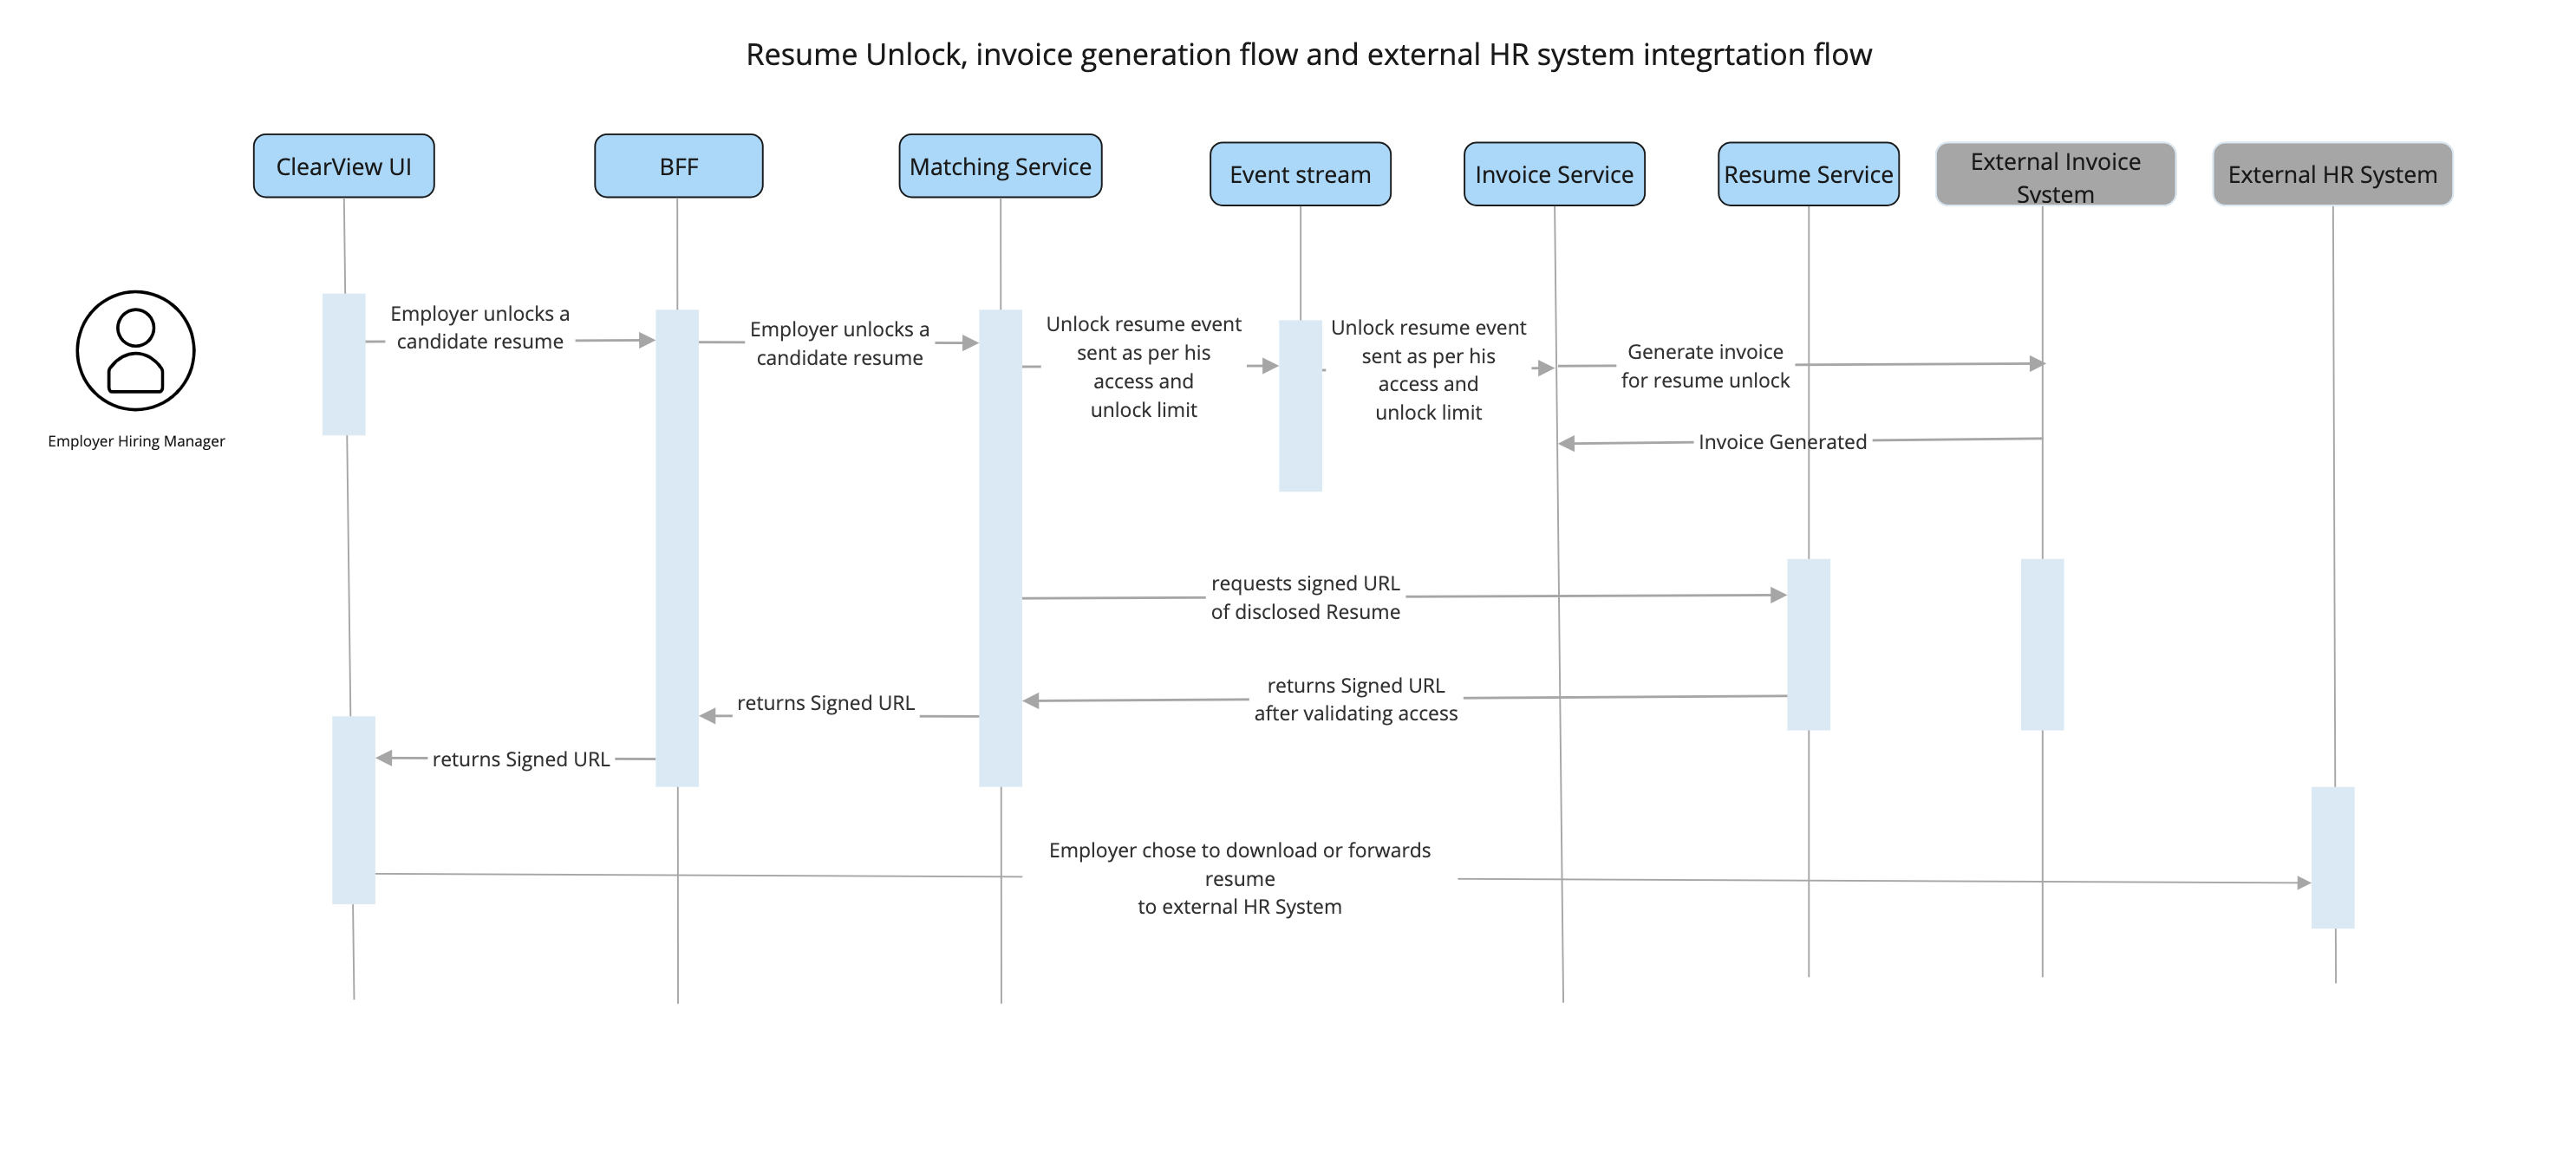 Resume Unlock, invoice generation flow and external HR system integrtation flow
ClearView UI
BFF
Matching Service
Event stream
Invoice Service
Resume Service
External Invoice
System
External HR System
Employer Hiring Manager
Employer unlocks a
candidate resume
Employer unlocks a
candidate resume
Unlock resume event
sent as per his
access and
unlock limit
Unlock resume event
sent as per his
access and
unlock limit
Generate invoice
for resume unlock
Invoice Generated
requests signed URL
of disclosed Resume
returns Signed URL
after validating access
returns Signed URL
returns Signed URL
Employer chose to download or forwards
resume
to external HR System